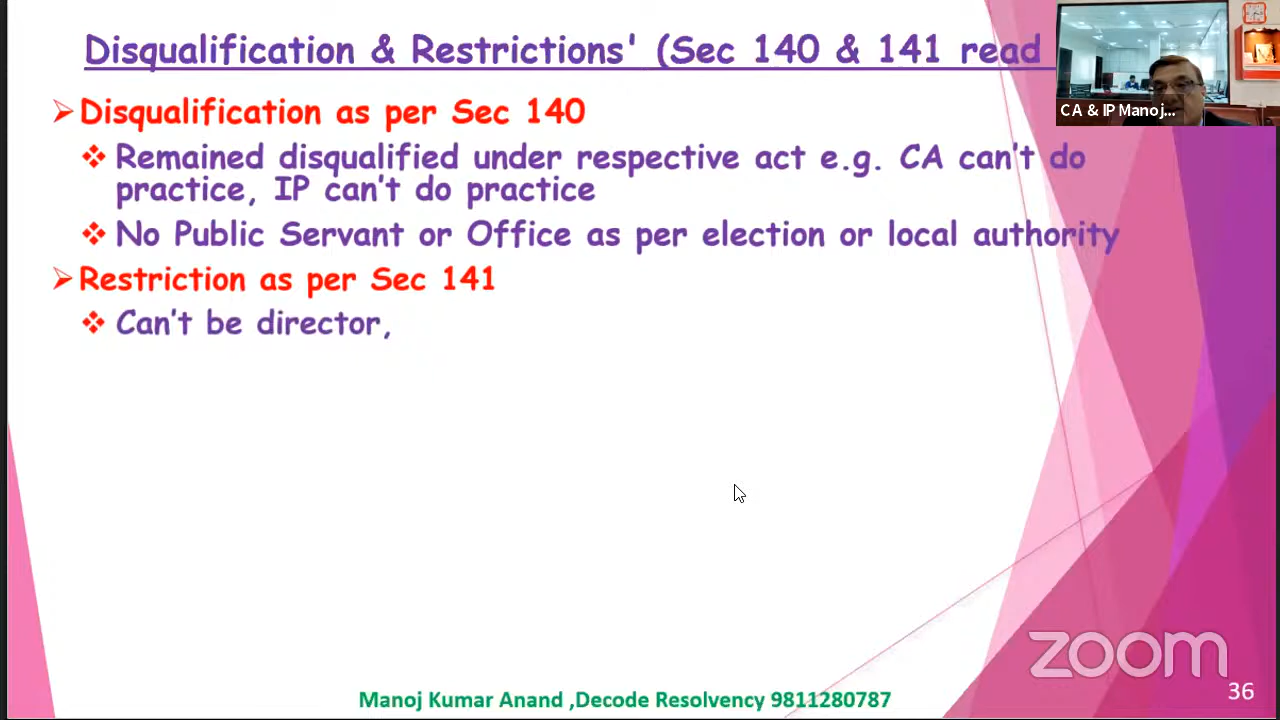 Disqualification & Restrictions' (Sec 140 & 141 read
CA & IP Manoj...
➢Disqualification as per Sec 140
❖ Remained disqualified under respective act e.g. CA can't do
practice, IP can't do practice
❖ No Public Servant or Office as per election or local authority
➢Restriction as per Sec 141
❖ Can't be director,
zoom
Manoj Kumar Anand ,Decode Resolvency 9811280787
36